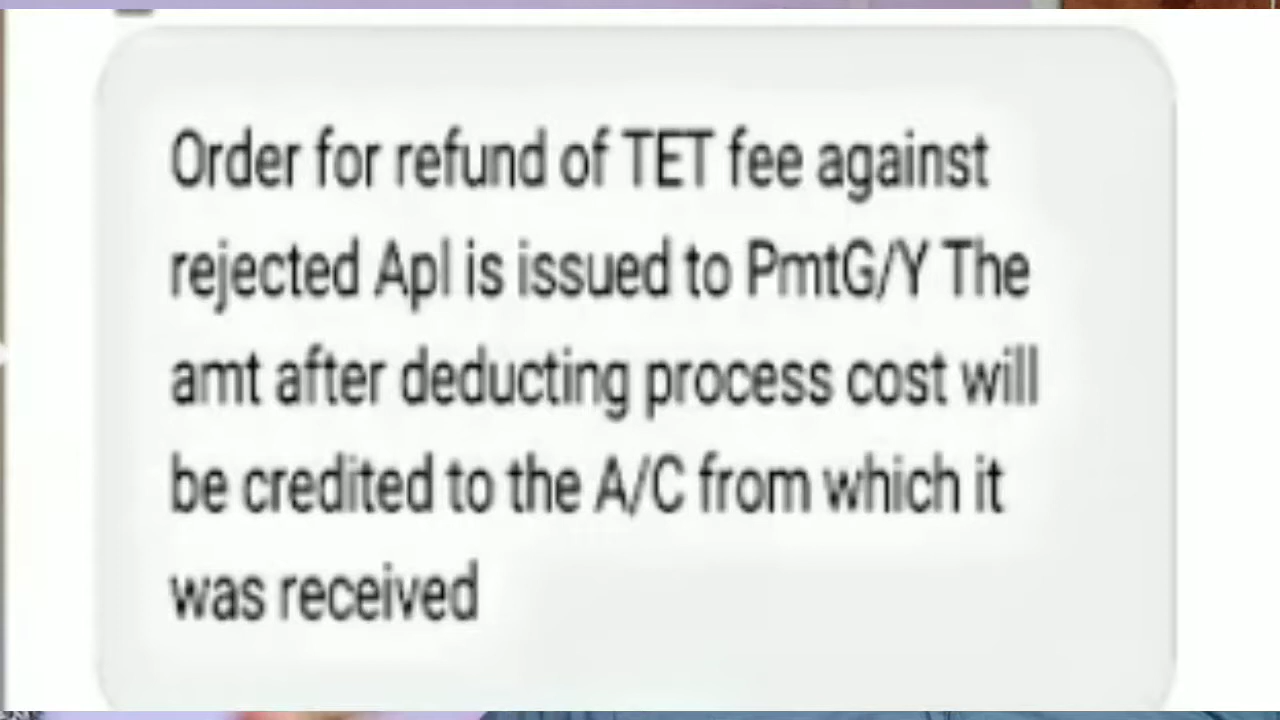 Order for refund of TET fee against
rejected Apl is issued to PmtG/Y The
amt after deducting process cost will
be credited to the A/C from which it
was received